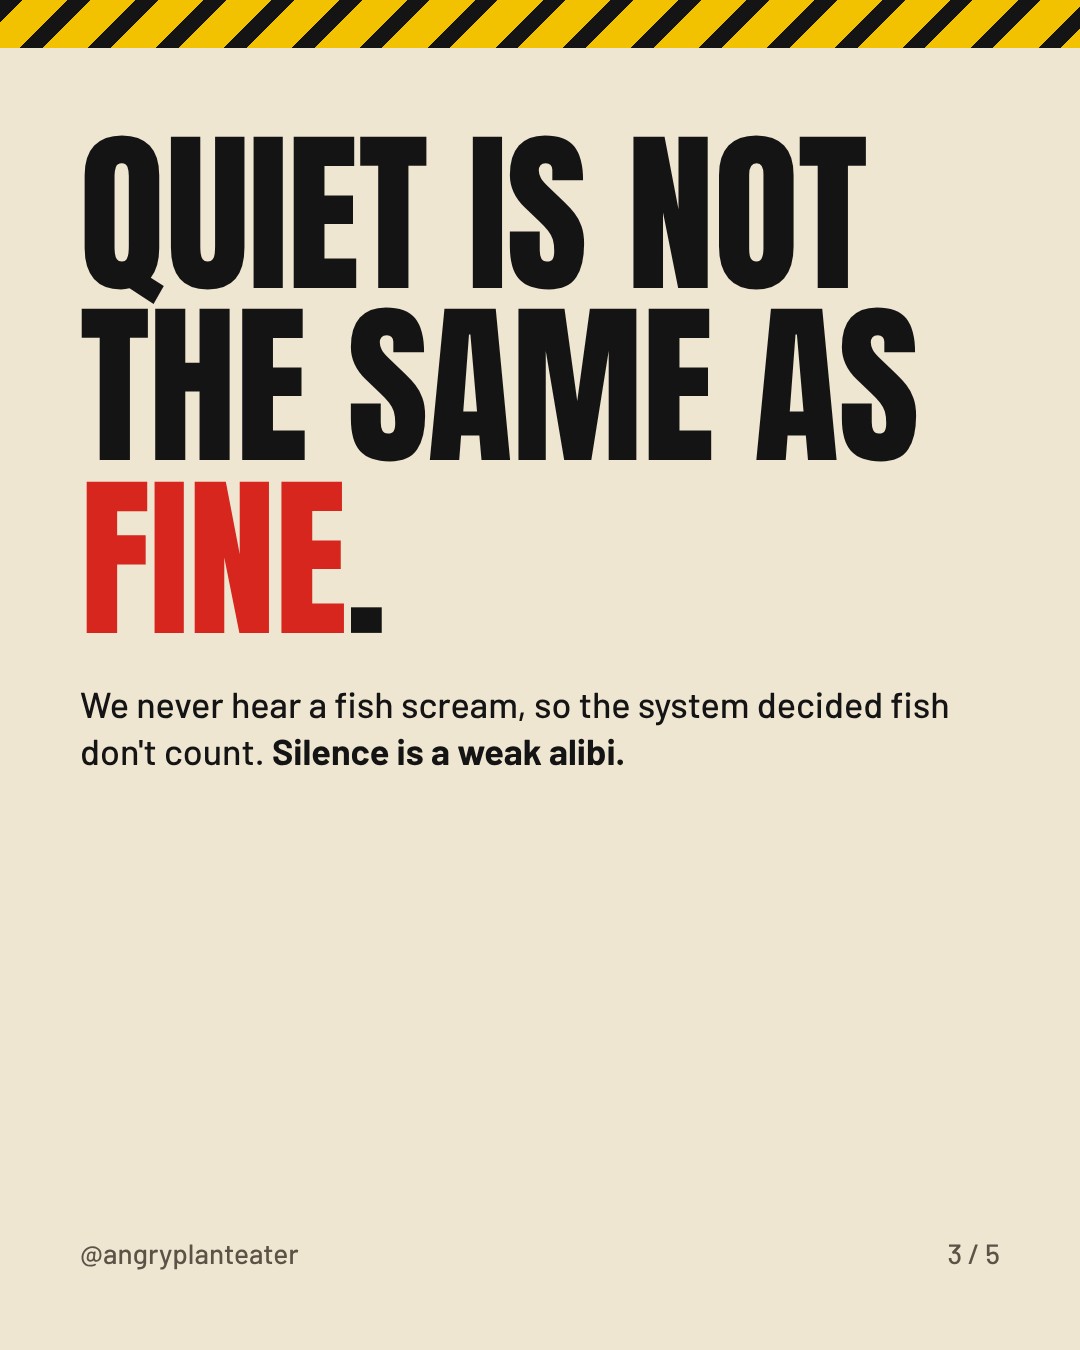 QUIET IS NOT
THE SAME AS
FINE.
We never hear a fish scream, so the system decided fish
don't count. Silence is a weak alibi.
@angryplanteater
3 / 5